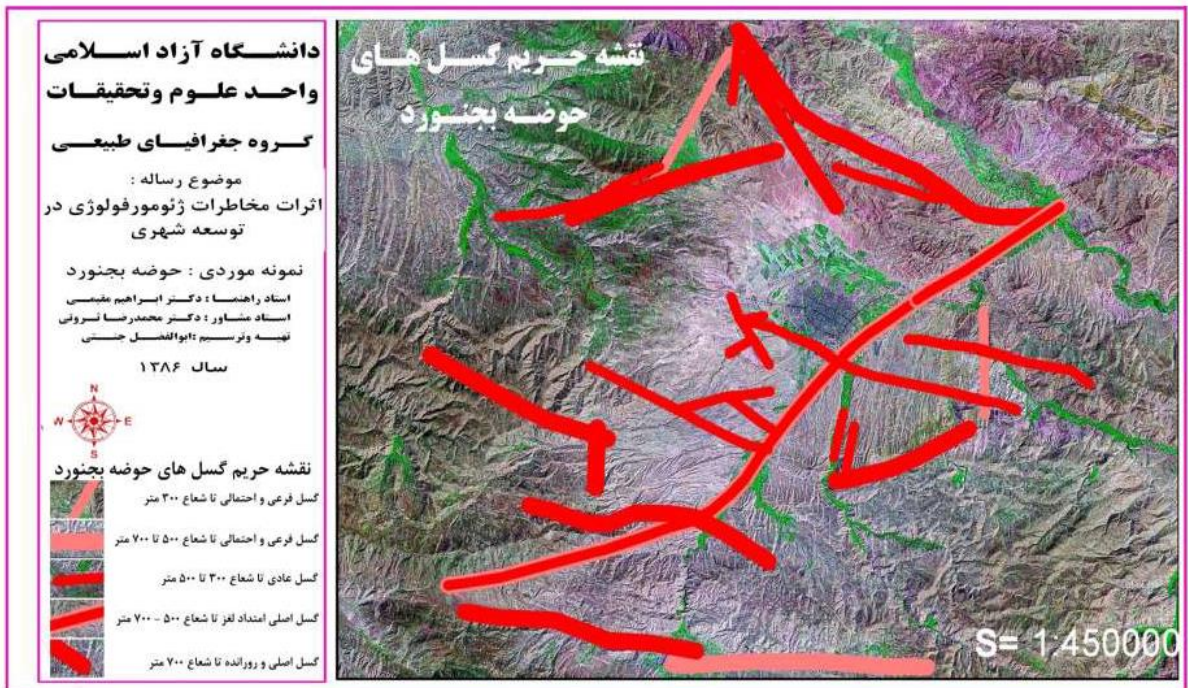 دانشگاه آزاد اسلامی
واحد علوم وتحقیقات
گروه جغرافیای طبیعی
موضوع رساله :
اثرات مخاطرات ژئومورفولوژی در
توسعه شهری
نمونه موردی : حوضه بجنورد
استاد راهنما : دکتر ابراهیم مقیمی
استاد مشاور : دکتر محمدرضا ثروتی
تهیه وترسیم :ابوالفضل جنتی
سال ۱۳۸۶
N
W E
S
نقشه حریم گسل های حوضه بجنورد
گسل فرعی و احتمالی تا شعاع ۳۰۰ متر
گسل فرعی و احتمالی تا شعاع ۵۰۰ تا ۷۰۰ متر
گسل عادی تا شعاع ۳۰۰ تا ۵۰۰ متر
گسل اصلی امتداد لغز تا شعاع ۵۰۰ - ۷۰۰ متر
گسل اصلی و رورانده تا شعاع ۷۰۰ متر
نقشه حریم گسل های
حوضه بجنورد
S= 1:450000